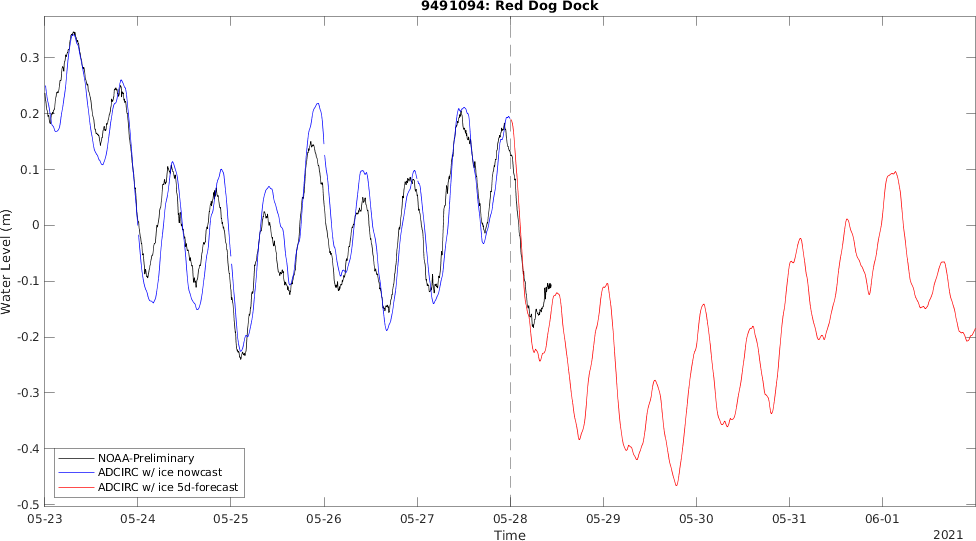 9491094: Red Dog Dock
Water Level (m)
0.3
0.2
0.1
0
-0.1
-0.2
-0.3
-0.4
-0.5
NOAA-Preliminary
ADCIRC w/ ice nowcast
ADCIRC w/ ice 5d-forecast
05-23 05-24 05-25 05-26 05-27 05-28 05-29 05-30 05-31 06-01
Time
2021